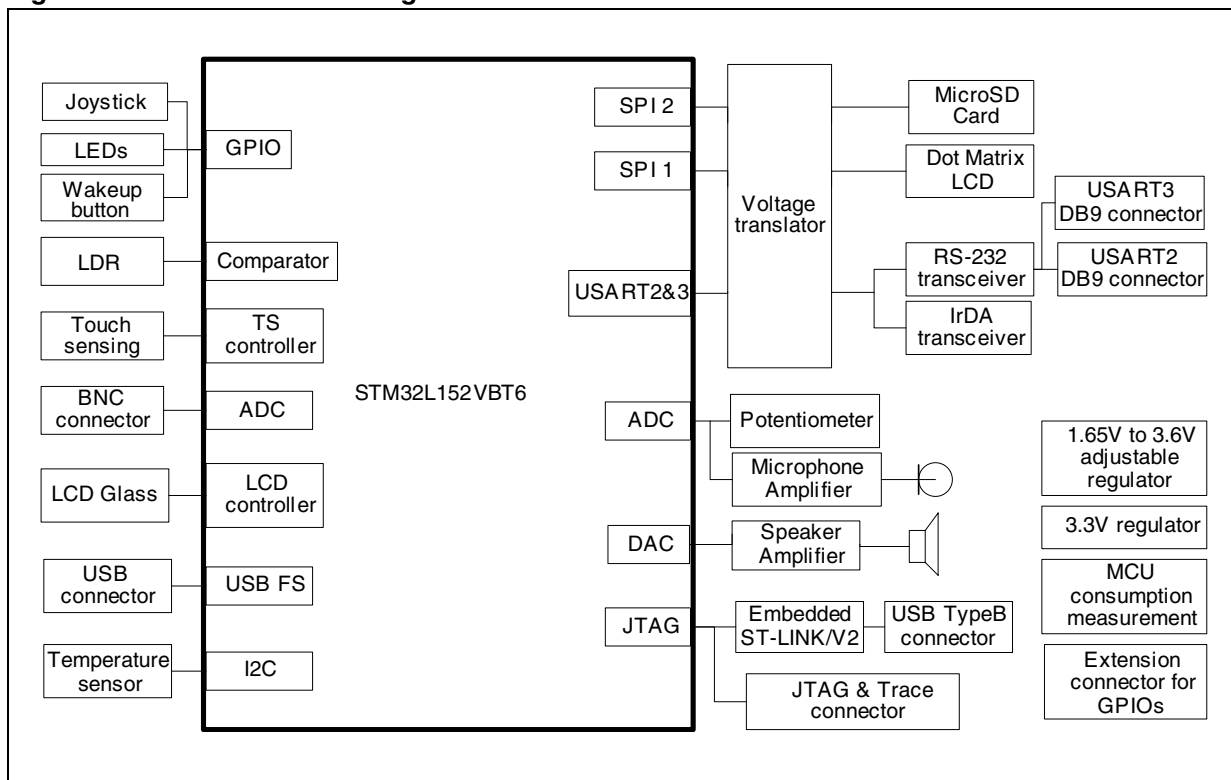 Joystick
LEDs
Wakeup
button
LDR
Touch
sensing
BNC
connector
LCD Glass
USB
connector
Temperature
sensor
GPIO
Comparator
TS
controller
ADC
LCD
controller
USB FS
I2C
STM32L152VBT6
SPI 2
SPI 1
USART2&3
ADC
DAC
JTAG
Voltage
translator
MicroSD
Card
Dot Matrix
LCD
RS-232
transceiver
IrDA
transceiver
USART3
DB9 connector
USART2
DB9 connector
Potentiometer
Microphone
Amplifier
Speaker
Amplifier
Embedded
ST-LINK/V2
USB TypeB
connector
JTAG & Trace
connector
1.65V to 3.6V
adjustable
regulator
3.3V regulator
MCU
consumption
measurement
Extension
connector for
GPIOs